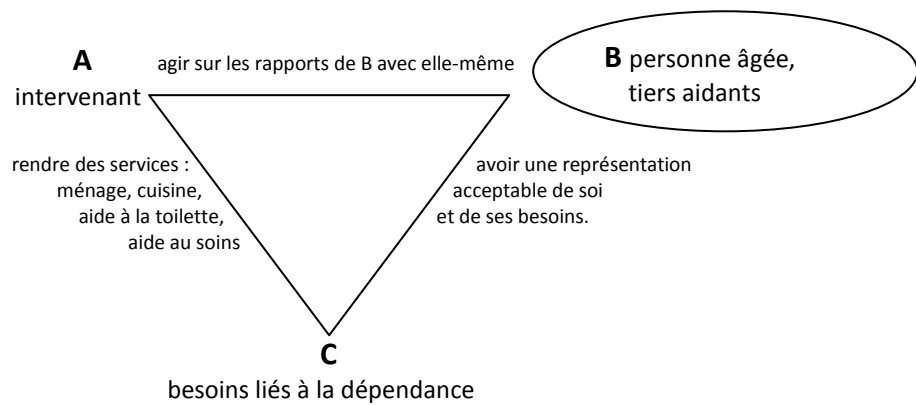 A
intervenant
agir sur les rapports de B avec elle-même
B personne âgée,
tiers aidants
rendre des services :
ménage, cuisine,
aide à la toilette,
aide au soins
avoir une représentation
acceptable de soi
et de ses besoins.
C
besoins liés à la dépendance